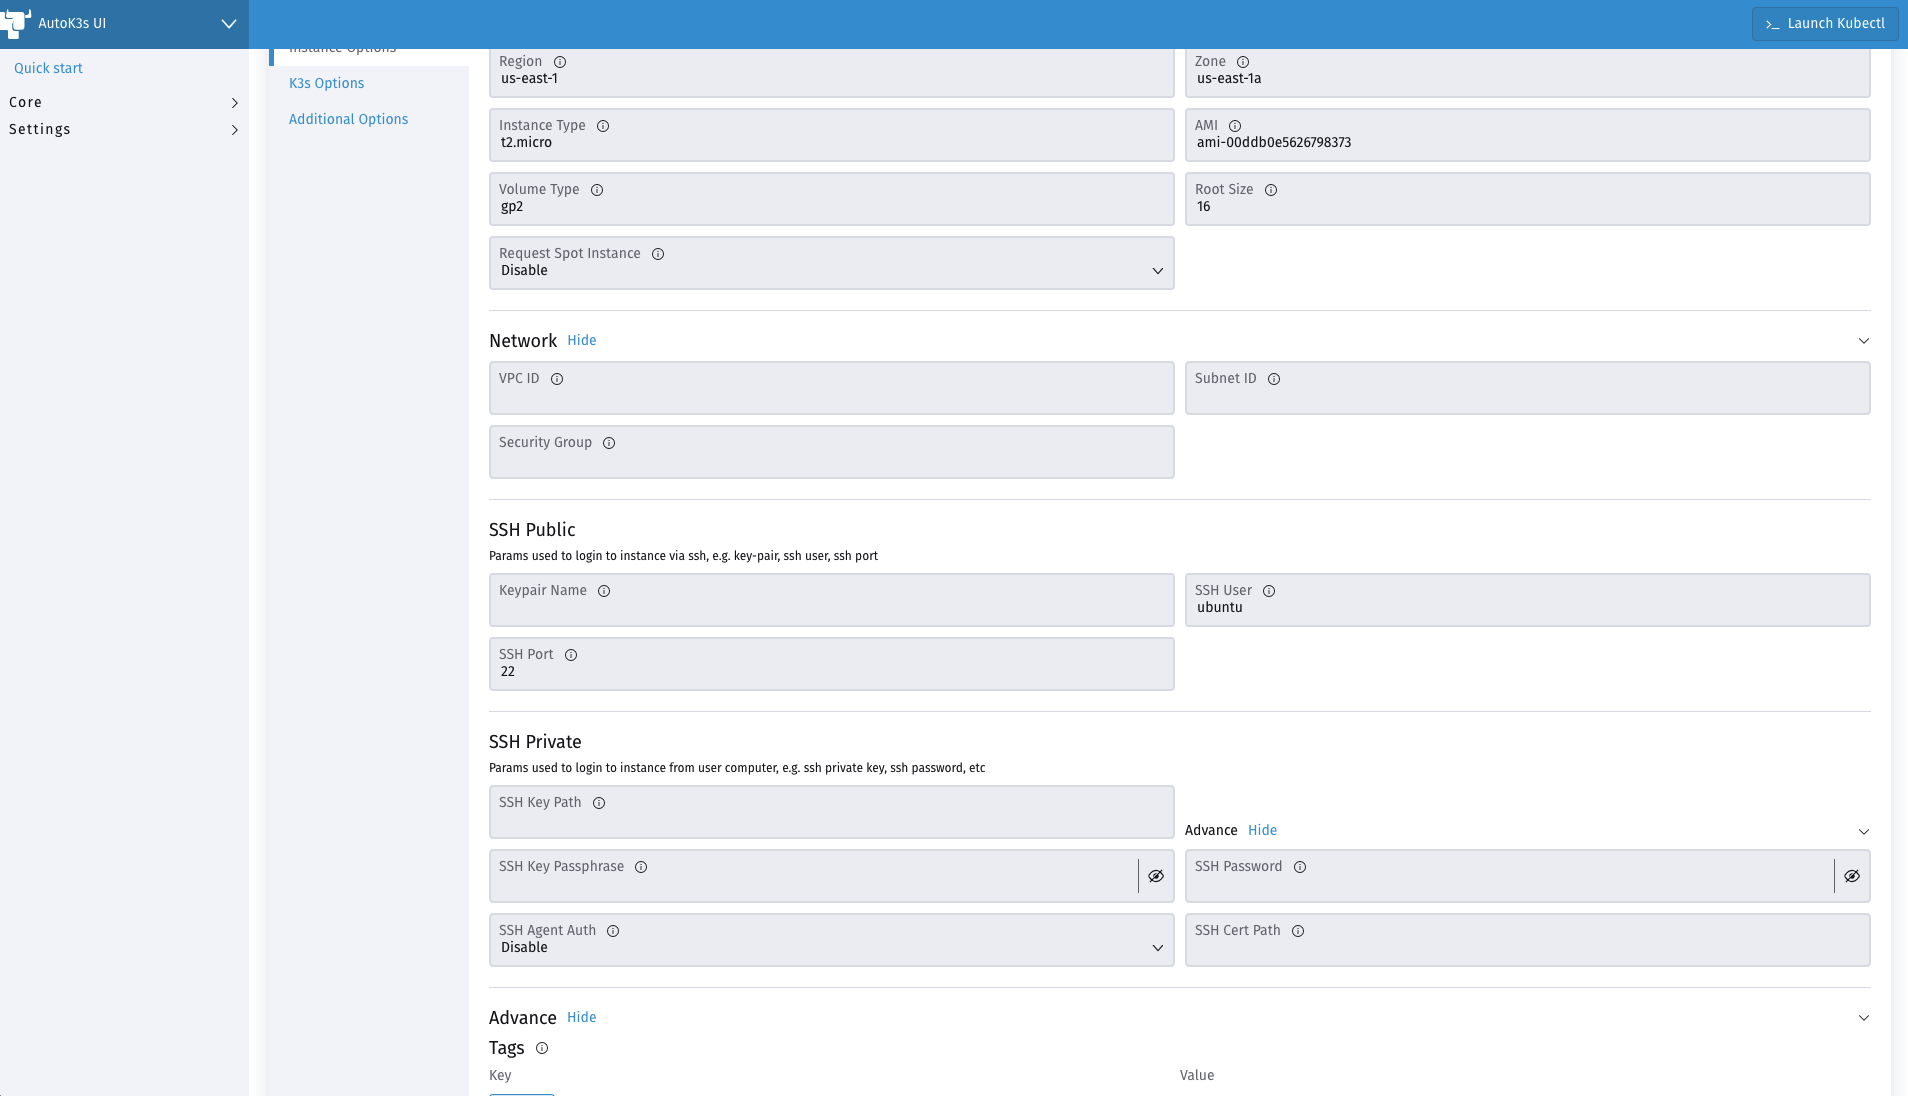 AutoK3s UI
>_ Launch Kubectl
Quick start
Core
Settings
Instance Options
K3s Options
Additional Options
Region
us-east-1
Zone
us-east-1a
Instance Type
t2.micro
AMI
ami-00ddb0e5626798373
Volume Type
gp2
Root Size
16
Request Spot Instance
Disable
Network Hide
VPC ID
Subnet ID
Security Group
SSH Public
Params used to login to instance via ssh, e.g. key-pair, ssh user, ssh port
Keypair Name
SSH User
ubuntu
SSH Port
22
SSH Private
Params used to login to instance from user computer, e.g. ssh private key, ssh password, etc
SSH Key Path
Advance Hide
SSH Key Passphrase
SSH Password
SSH Agent Auth
Disable
SSH Cert Path
Advance Hide
Tags
Key
Value